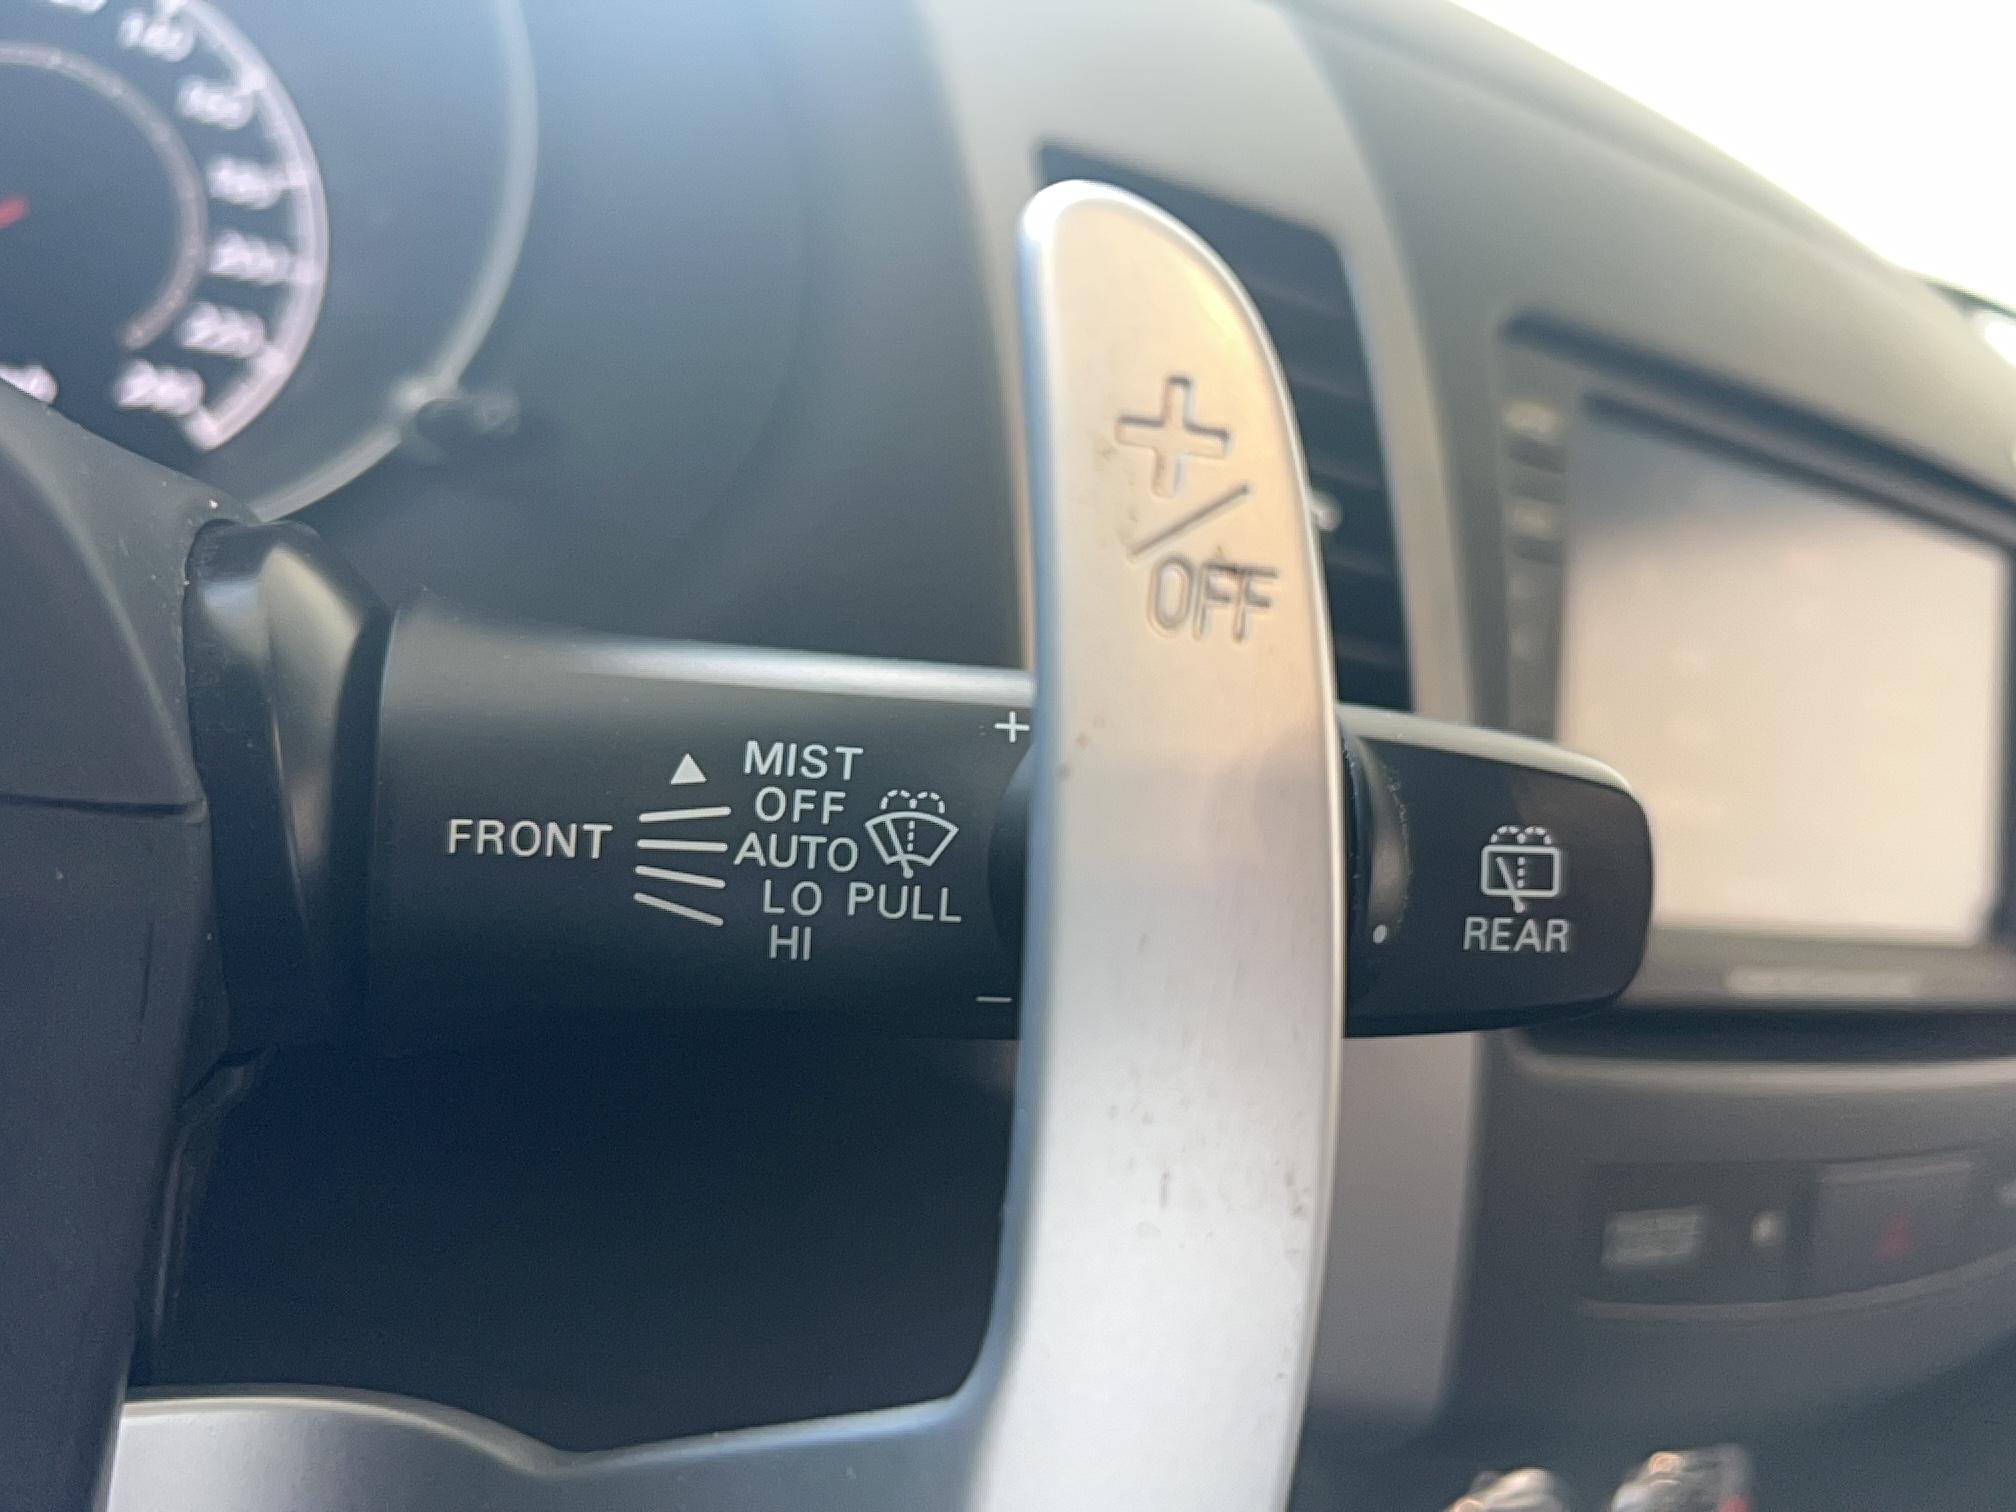 +
/
OFF
+
MIST
OFF
FRONT
AUTO
LO PULL
HI
–
REAR